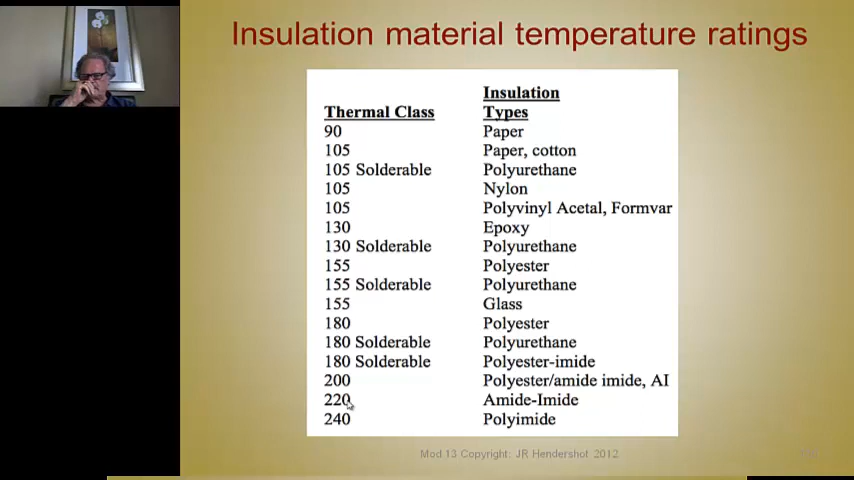 Insulation material temperature ratings
Thermal Class Insulation Types
90 Paper
105 Paper, cotton
105 Solderable Polyurethane
105 Nylon
105 Polyvinyl Acetal, Formvar
130 Epoxy
130 Solderable Polyurethane
155 Polyester
155 Solderable Polyurethane
155 Glass
180 Polyester
180 Solderable Polyurethane
180 Solderable Polyester-imide
200 Polyester/amide imide, AI
220 Amide-Imide
240 Polyimide
Mod 13 Copyright: JR Hendershot 2012